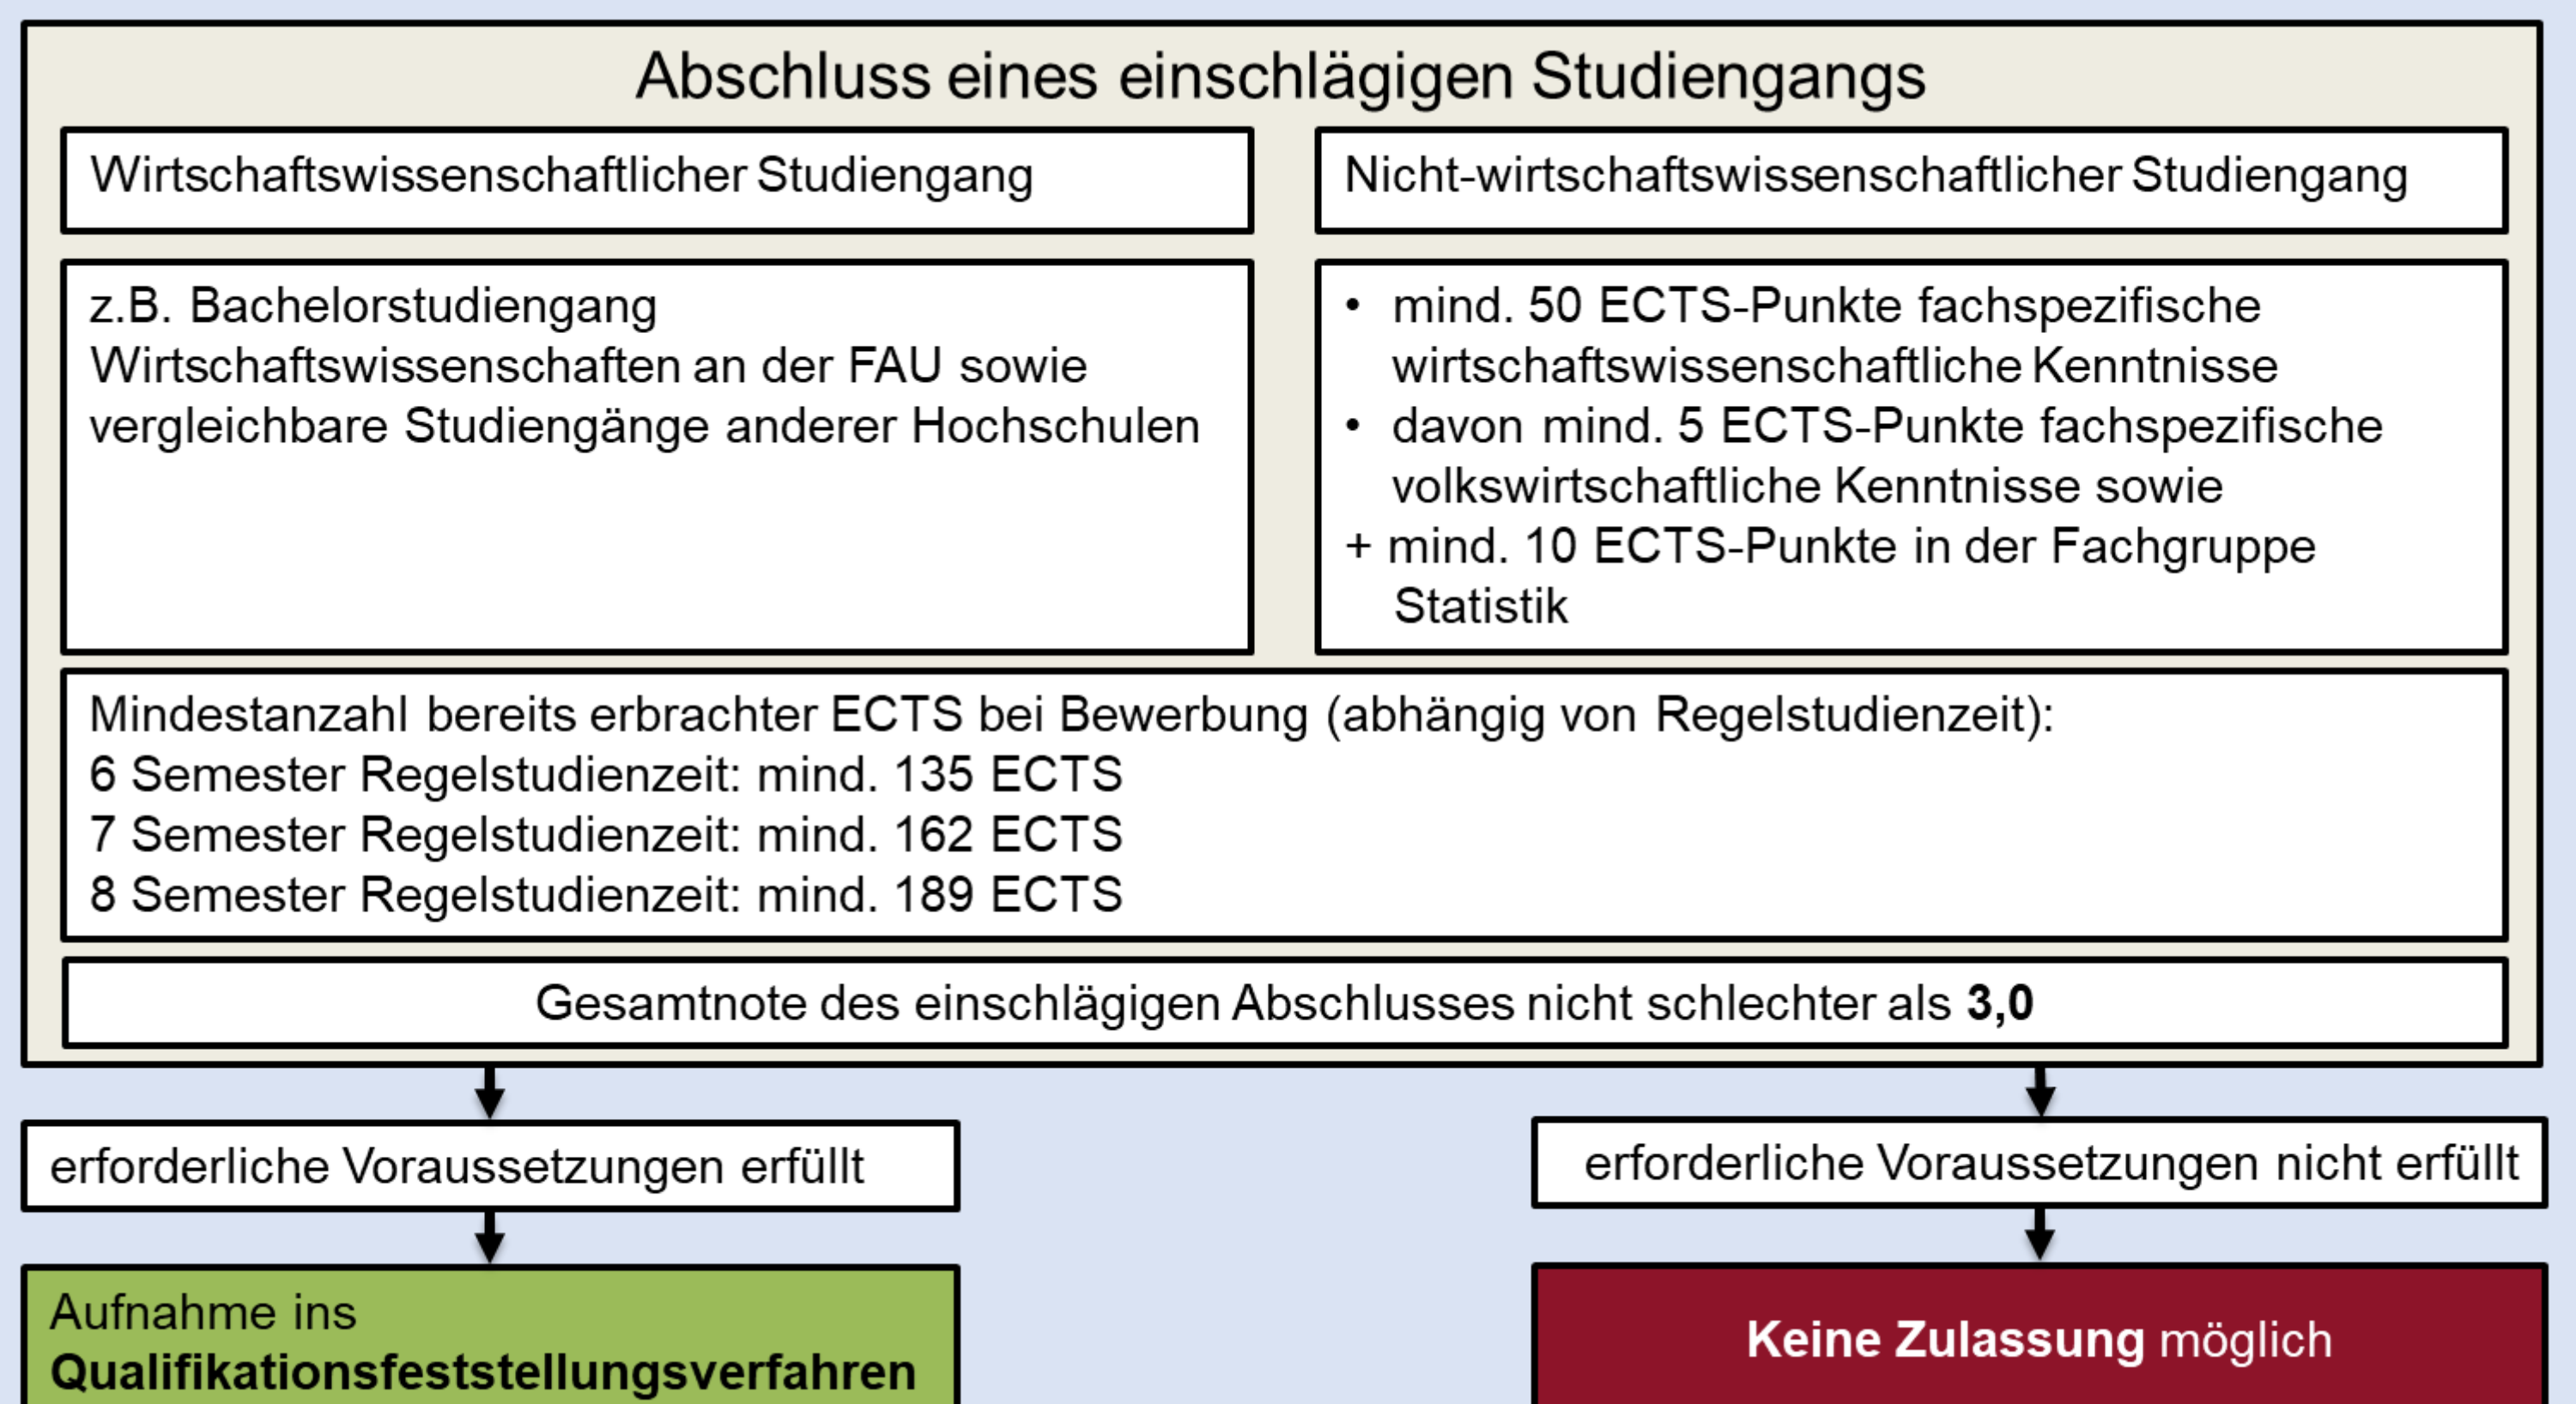 Abschluss eines einschlägigen Studiengangs
Wirtschaftswissenschaftlicher Studiengang
Nicht-wirtschaftswissenschaftlicher Studiengang
z.B. Bachelorstudiengang
Wirtschaftswissenschaften an der FAU sowie
vergleichbare Studiengänge anderer Hochschulen
• mind. 50 ECTS-Punkte fachspezifische
wirtschaftswissenschaftliche Kenntnisse
• davon mind. 5 ECTS-Punkte fachspezifische
volkswirtschaftliche Kenntnisse sowie
+ mind. 10 ECTS-Punkte in der Fachgruppe
Statistik
Mindestanzahl bereits erbrachter ECTS bei Bewerbung (abhängig von Regelstudienzeit):
6 Semester Regelstudienzeit: mind. 135 ECTS
7 Semester Regelstudienzeit: mind. 162 ECTS
8 Semester Regelstudienzeit: mind. 189 ECTS
Gesamtnote des einschlägigen Abschlusses nicht schlechter als 3,0
erforderliche Voraussetzungen erfüllt
erforderliche Voraussetzungen nicht erfüllt
Aufnahme ins
Qualifikationsfeststellungsverfahren
Keine Zulassung möglich